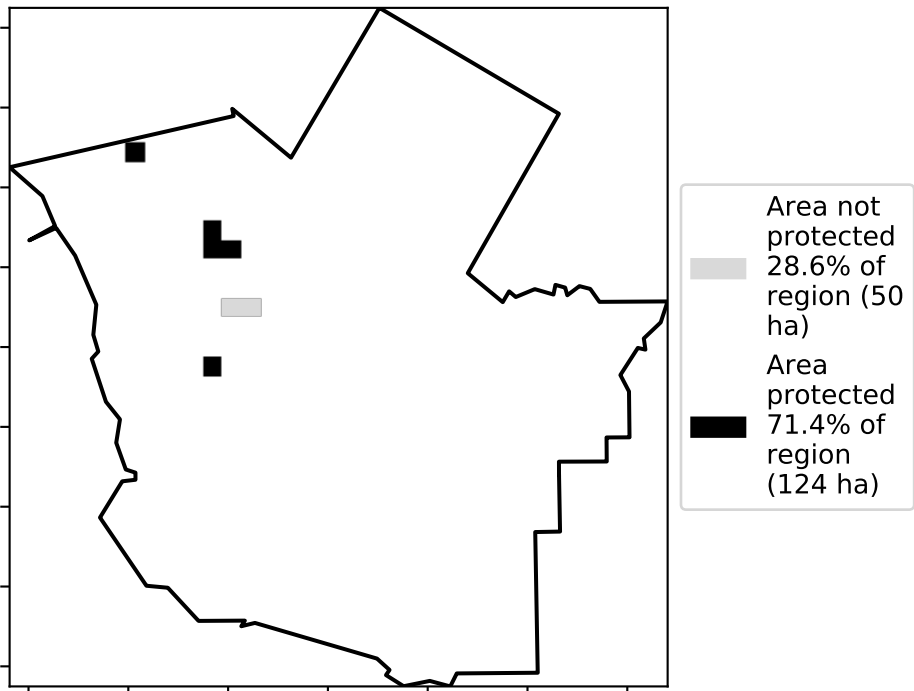 Area not
protected
28.6% of
region (50
ha)
Area
protected
71.4% of
region
(124 ha)